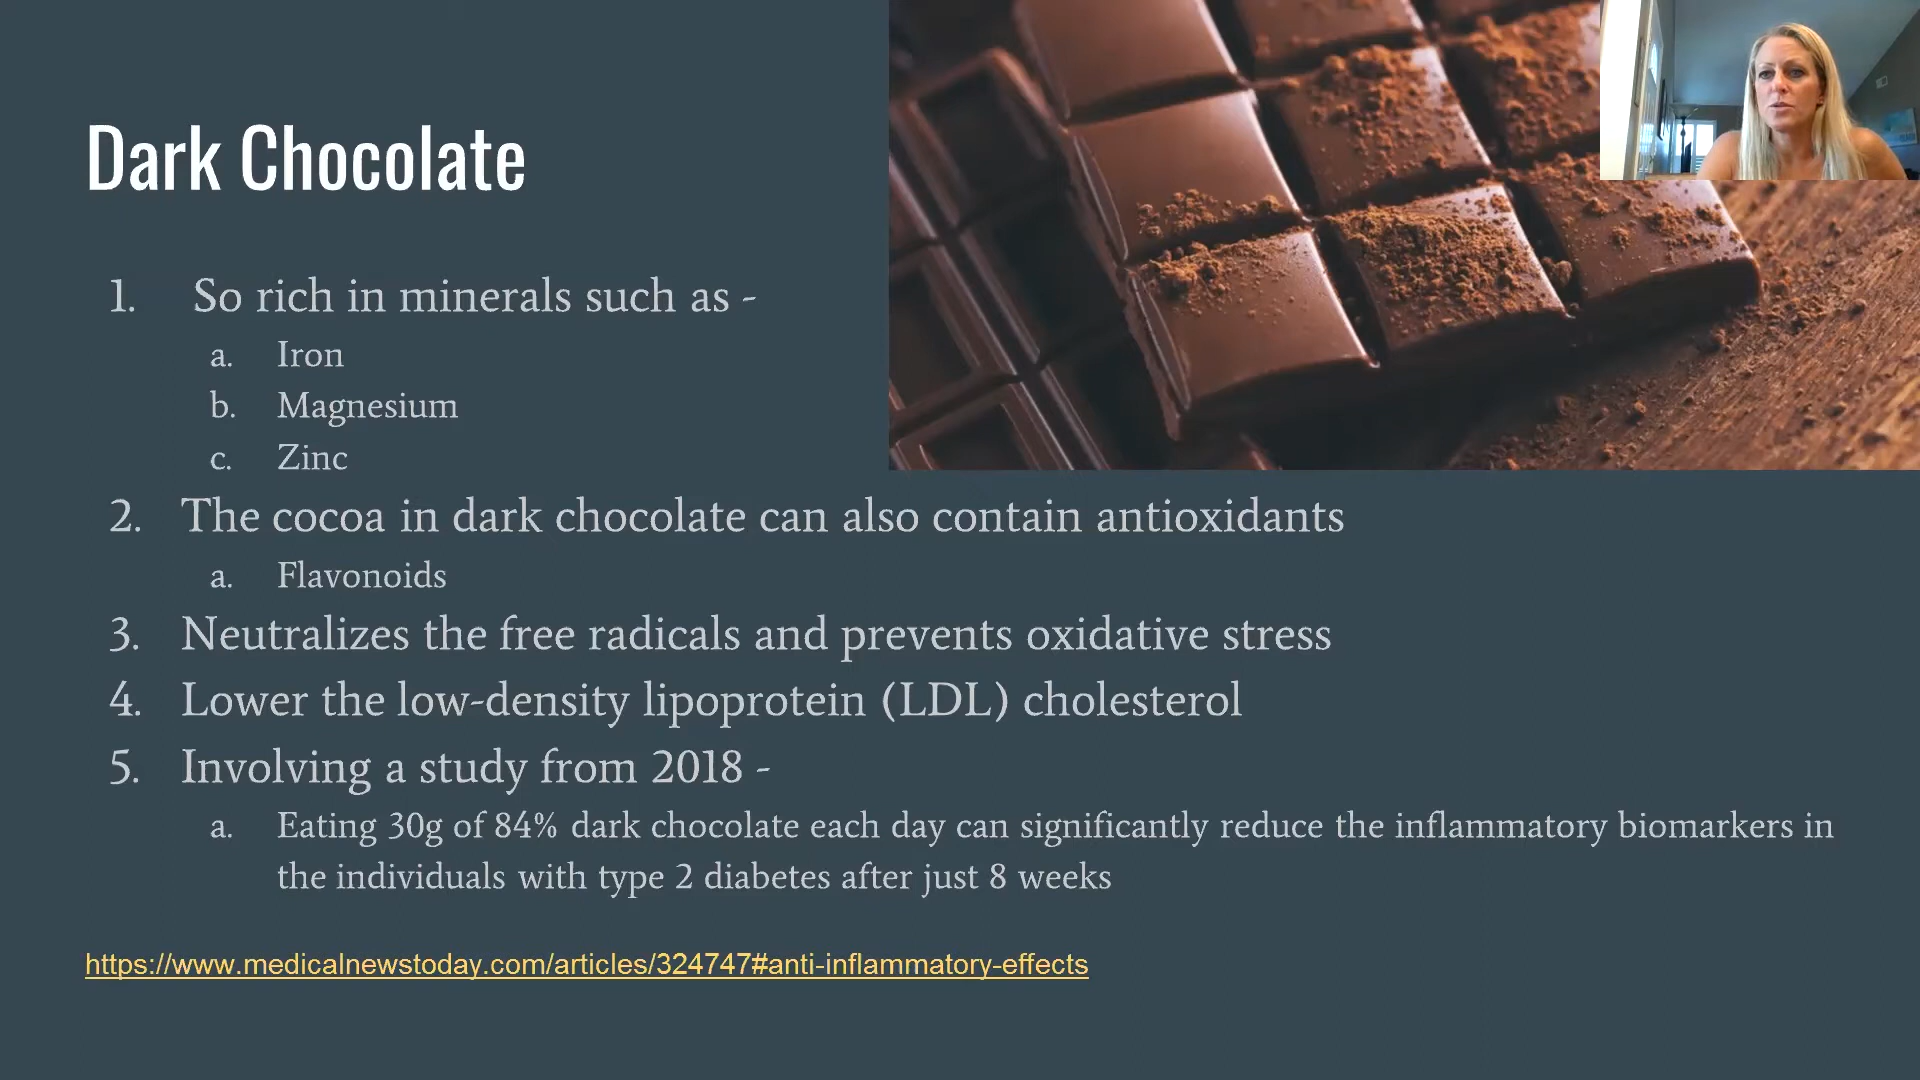 Dark Chocolate
1. So rich in minerals such as -
a. Iron
b. Magnesium
c. Zinc
2. The cocoa in dark chocolate can also contain antioxidants
a. Flavonoids
3. Neutralizes the free radicals and prevents oxidative stress
4. Lower the low-density lipoprotein (LDL) cholesterol
5. Involving a study from 2018 -
a. Eating 30g of 84% dark chocolate each day can significantly reduce the inflammatory biomarkers in
the individuals with type 2 diabetes after just 8 weeks
https://www.medicalnewstoday.com/articles/324747#anti-inflammatory-effects